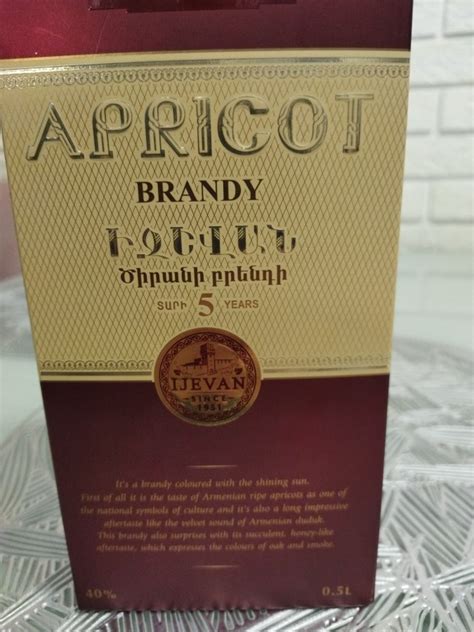 APRICOT
BRANDY
ԻՋԵՎԱՆ
Ծիրանի բրենդի
ՏԱՐԻ 5 YEARS
IJEVAN
SINCE
1951
It's a brandy coloured with the shining sun.
First of all it is the taste of Armenian ripe apricots as one of
the national symbols of culture and it's also a long impressive
aftertaste like the velvet sound of Armenian duduk.
This brandy also surprises with its succulent, honey-like
aftertaste, which expresses the colours of oak and smoke.
40% 0.5L